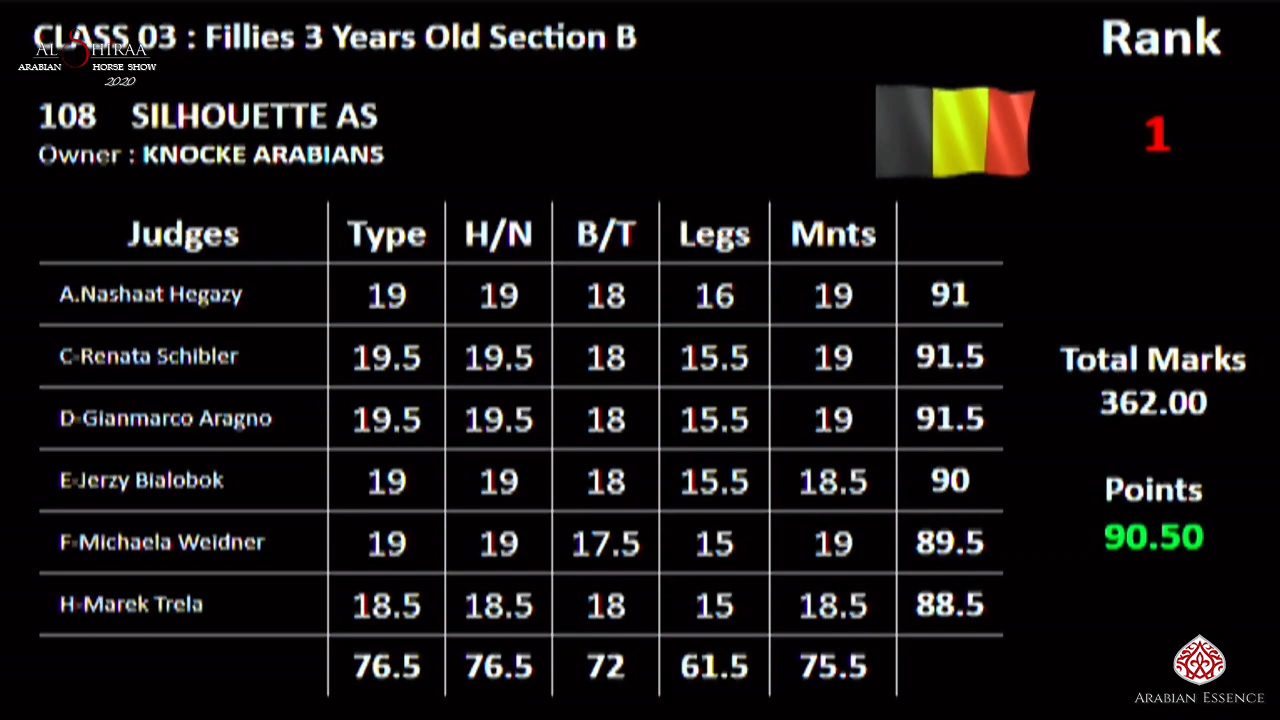 CLASS 03 : Fillies 3 Years Old Section B
Rank
AL SHIRAA
ARABIAN HORSE SHOW
2020
108 SILHOUETTE AS
1
Owner : KNOCKE ARABIANS
Judges Type H/N B/T Legs Mnts
A.Nashaat Hegazy 19 19 18 16 19 91
C-Renata Schibler 19.5 19.5 18 15.5 19 91.5
Total Marks
362.00
D-Gianmarco Aragno 19.5 19.5 18 15.5 19 91.5
E-Jerzy Bialobok 19 19 18 15.5 18.5 90
Points
90.50
F-Michaela Weidner 19 19 17.5 15 19 89.5
H-Marek Trela 18.5 18.5 18 15 18.5 88.5
76.5 76.5 72 61.5 75.5
ARABIAN ESSENCE